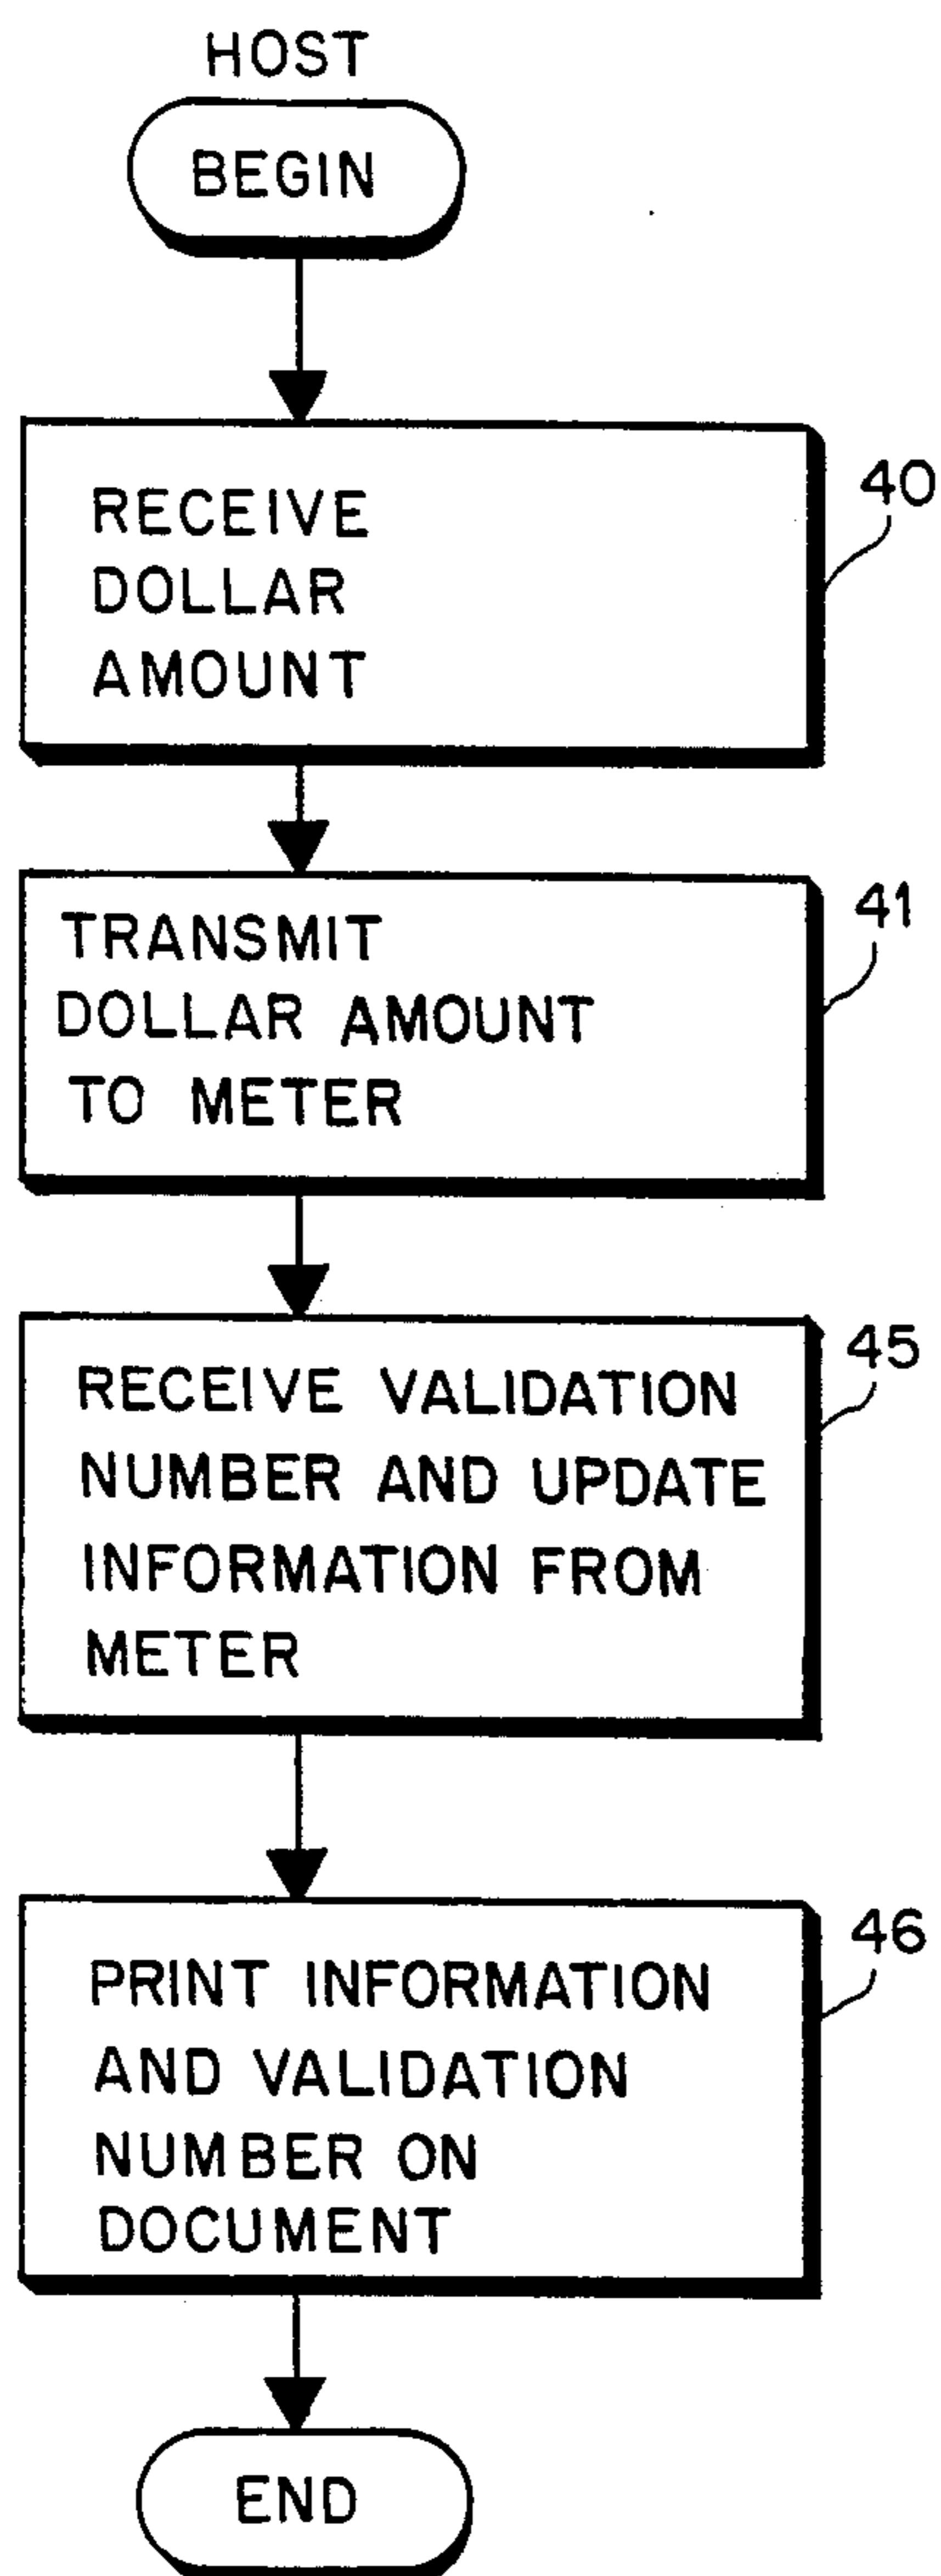 HOST
BEGIN
RECEIVE
DOLLAR
AMOUNT
40
TRANSMIT
DOLLAR AMOUNT
TO METER
41
RECEIVE VALIDATION
NUMBER AND UPDATE
INFORMATION FROM
METER
45
PRINT INFORMATION
AND VALIDATION
NUMBER ON
DOCUMENT
46
END